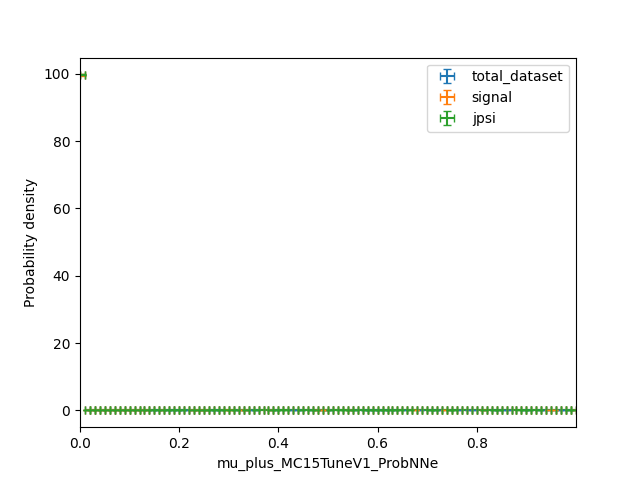 total_dataset
signal
jpsi
100
80
60
40
20
0
Probability density
0.0 0.2 0.4 0.6 0.8
mu_plus_MC15TuneV1_ProbNNe